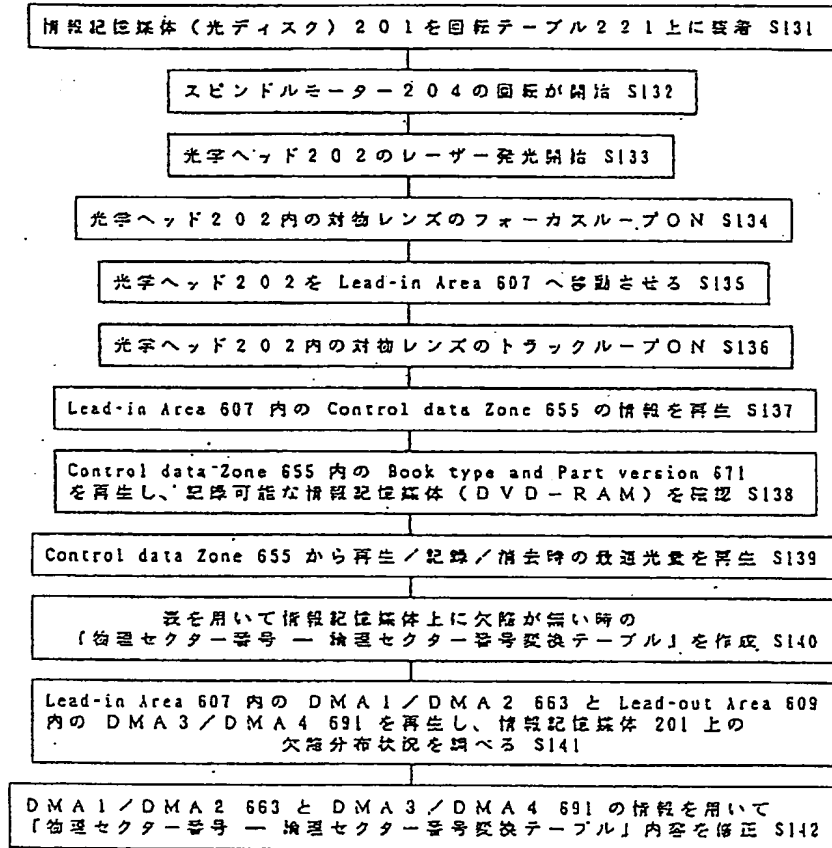 情報記憶媒体（光ディスク）２０１を回転テーブル２２１上に装着 S131
スピンドルモーター２０４の回転が開始 S132
光学ヘッド２０２のレーザー発光開始 S133
光学ヘッド２０２内の対物レンズのフォーカスループＯＮ S134
光学ヘッド２０２を Lead-in Area 607 へ移動させる S135
光学ヘッド２０２内の対物レンズのトラックループＯＮ S136
Lead-in Area 607 内の Control data Zone 655 の情報を再生 S137
Control data Zone 655 内の Book type and Part version 671
を再生し、記録可能な情報記憶媒体（ＤＶＤ－ＲＡＭ）を確認 S138
Control data Zone 655 から再生／記録／消去時の最適光量を再生 S139
表を用いて情報記憶媒体上に欠陥が無い時の
『物理セクター番号 ― 論理セクター番号変換テーブル』を作成 S140
Lead-in Area 607 内の ＤＭＡ１／ＤＭＡ２ 663 と Lead-out Area 609
内の ＤＭＡ３／ＤＭＡ４ 691 を再生し、情報記憶媒体 201 上の
欠陥分布状況を調べる S141
ＤＭＡ１／ＤＭＡ２ 663 と ＤＭＡ３／ＤＭＡ４ 691 の情報を用いて
『物理セクター番号 ― 論理セクター番号変換テーブル』内容を修正 S142